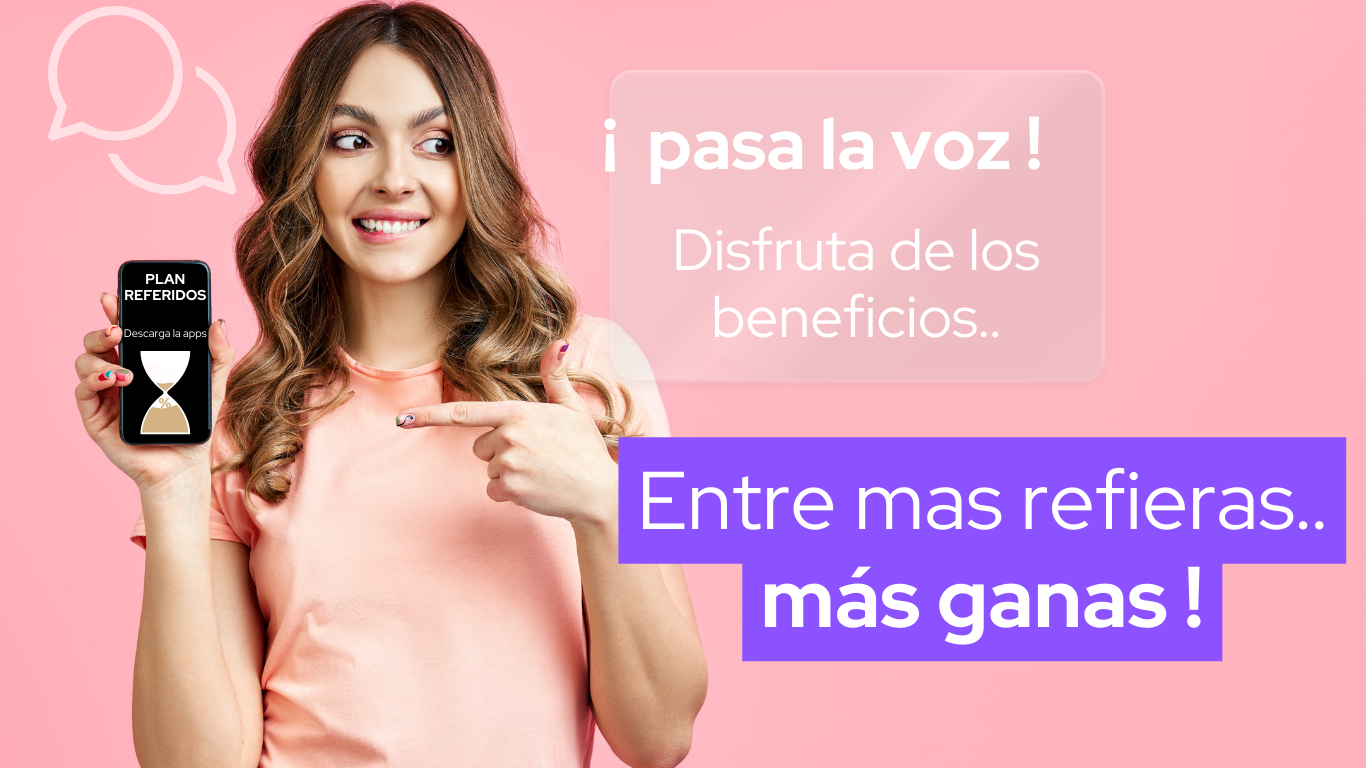 ¡ pasa la voz !
Disfruta de los
beneficios..
PLAN
REFERIDOS
Descarga la apps
%
Entre mas refieras..
más ganas !